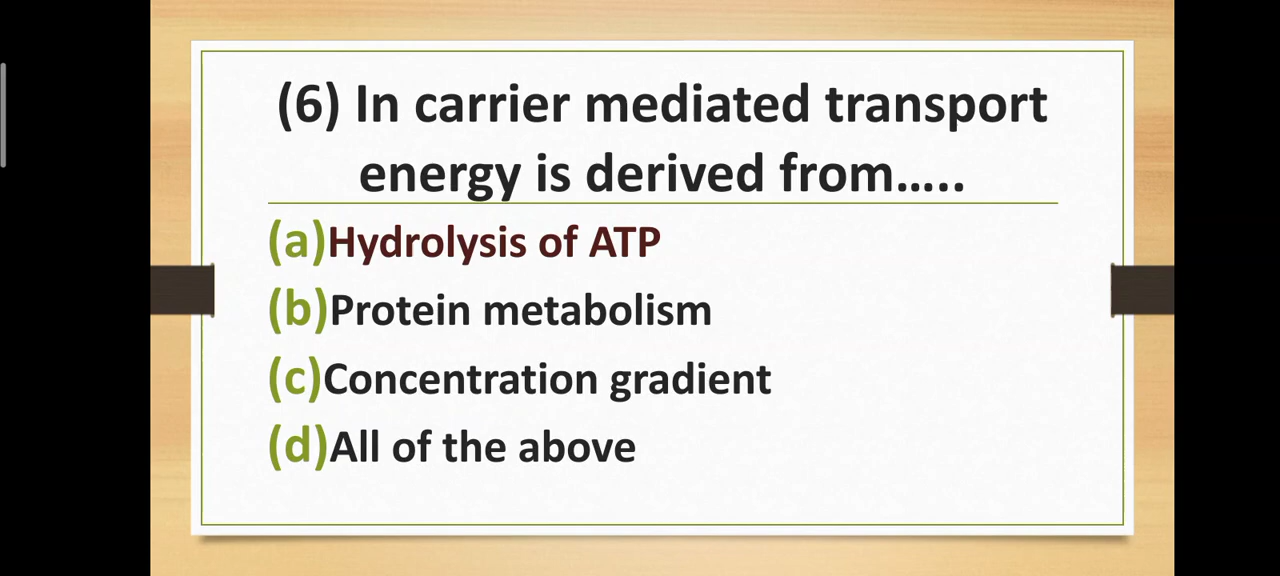 (6) In carrier mediated transport
energy is derived from…..
(a)Hydrolysis of ATP
(b)Protein metabolism
(c)Concentration gradient
(d)All of the above